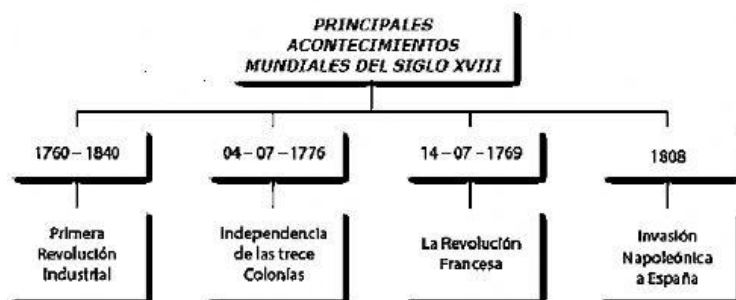 PRINCIPALES
ACONTECIMIENTOS
MUNDIALES DEL SIGLO XVIII
1760 – 1840
04 - 07 - 1776
14 - 07 - 1769
1808
Primera
Revolución
Industrial
Independencia
de las trece
Colonías
La Revolución
Francesa
Invasión
Napoleónica
a España